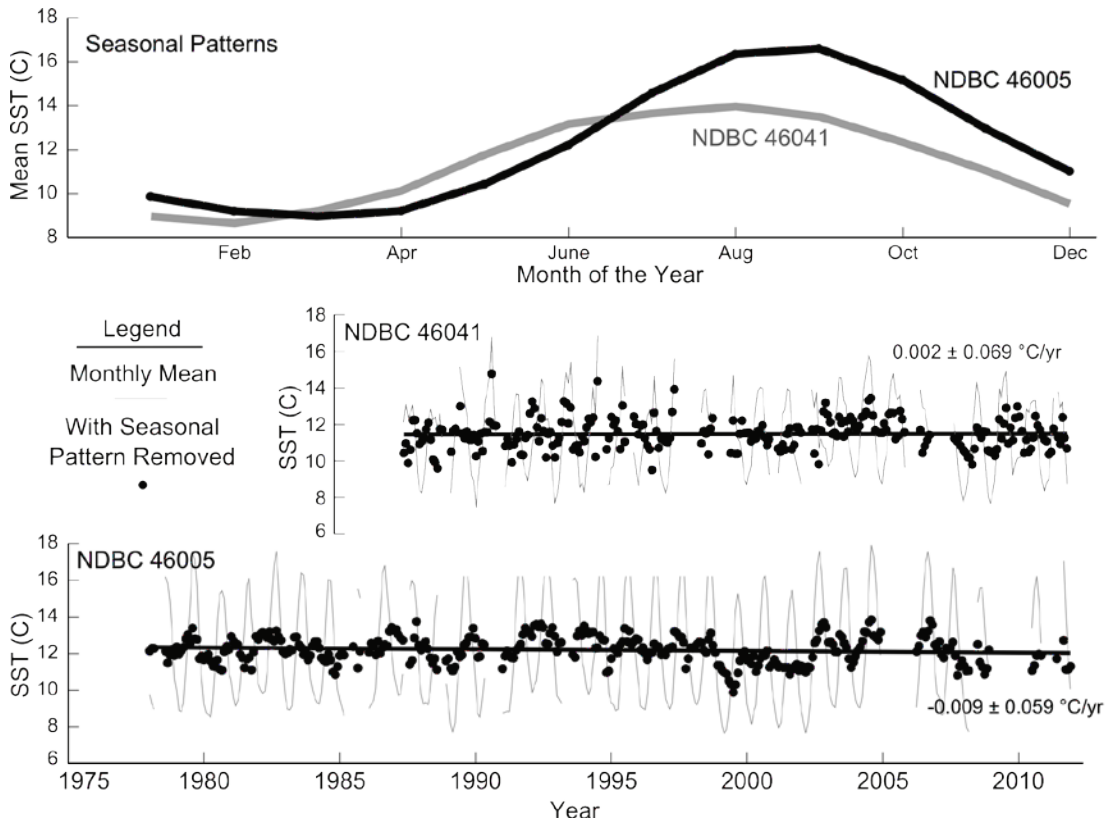 18
16
14
12
10
8
Mean SST (C)
Seasonal Patterns
NDBC 46005
NDBC 46041
Feb Apr June Aug Oct Dec
Month of the Year
Legend
Monthly Mean
With Seasonal
Pattern Removed
18
16
14
12
10
8
6
SST (C)
NDBC 46041
0.002 ± 0.069 °C/yr
18
16
14
12
10
8
6
SST (C)
NDBC 46005
-0.009 ± 0.059 °C/yr
1975 1980 1985 1990 1995 2000 2005 2010
Year